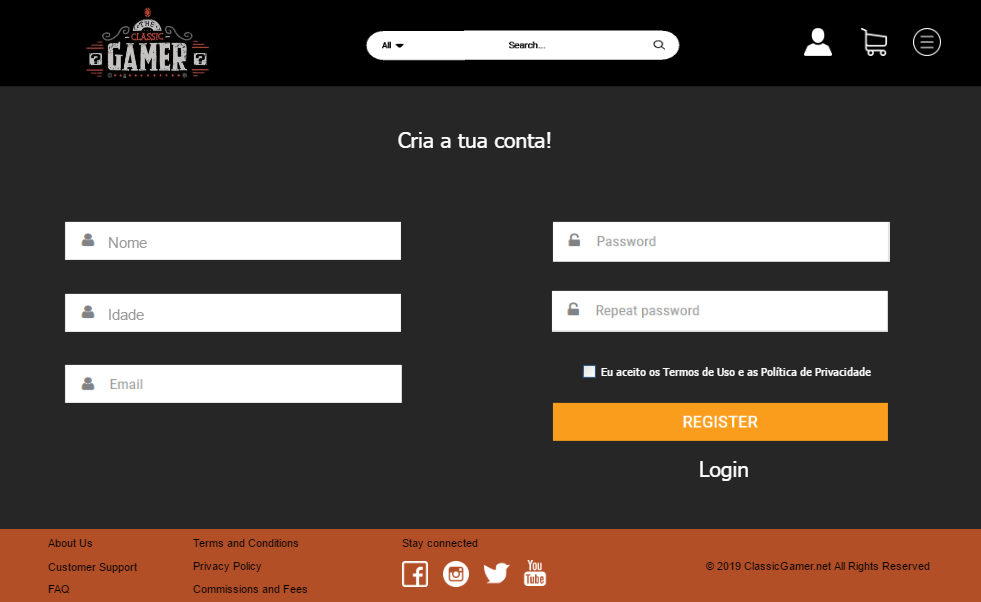 THE
CLASSIC
GAMER
All
Search...
Cria a tua conta!
Nome
Idade
Email
Password
Repeat password
Eu aceito os Termos de Uso e as Política de Privacidade
REGISTER
Login
About Us
Customer Support
FAQ
Terms and Conditions
Privacy Policy
Commissions and Fees
Stay connected
You
Tube
© 2019 ClassicGamer.net All Rights Reserved